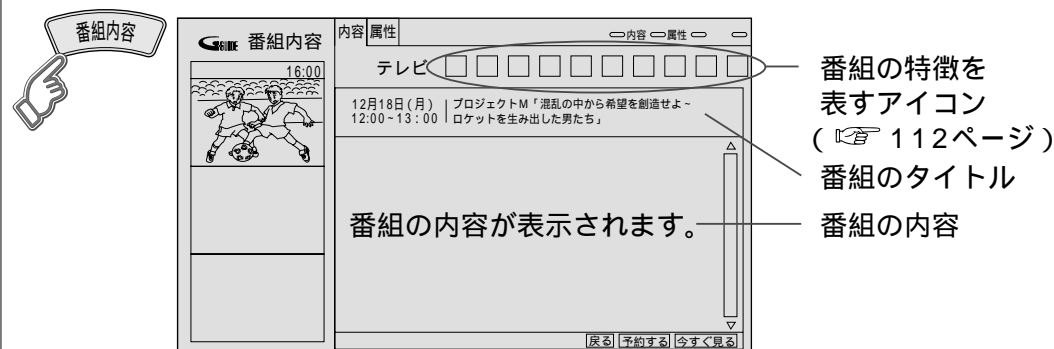 番組内容
GGUIDE 番組内容
内容 属性
内容 属性
テレビ
16:00
12月18日(月) プロジェクトM「混乱の中から希望を創造せよ~
12:00~13:00 ロケットを生み出した男たち」
番組の内容が表示されます。
戻る 予約する 今すぐ見る
番組の特徴を
表すアイコン
(☞112ページ)
番組のタイトル
番組の内容